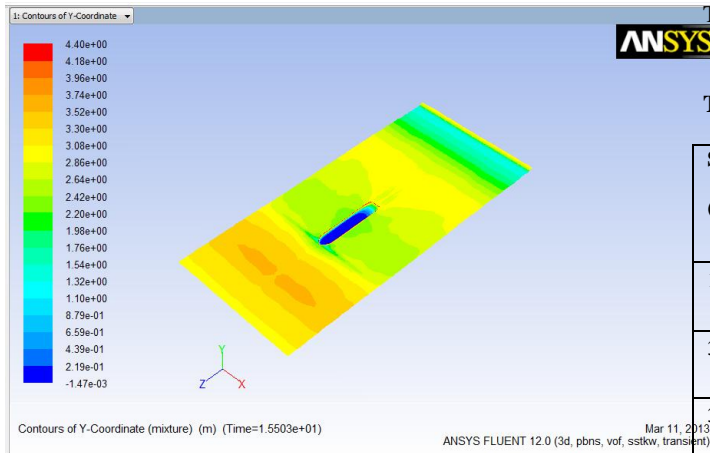 1: Contours of Y-Coordinate
ANSYS
4.40e+00
4.18e+00
3.96e+00
3.74e+00
3.52e+00
3.30e+00
3.08e+00
2.86e+00
2.64e+00
2.42e+00
2.20e+00
1.98e+00
1.76e+00
1.54e+00
1.32e+00
1.10e+00
8.79e-01
6.59e-01
4.39e-01
2.19e-01
-1.47e-03
Y
Z
X
Contours of Y-Coordinate (mixture) (m) (Time=1.5503e+01)
Mar 11, 2013
ANSYS FLUENT 12.0 (3d, pbns, vof, sstkw, transient)